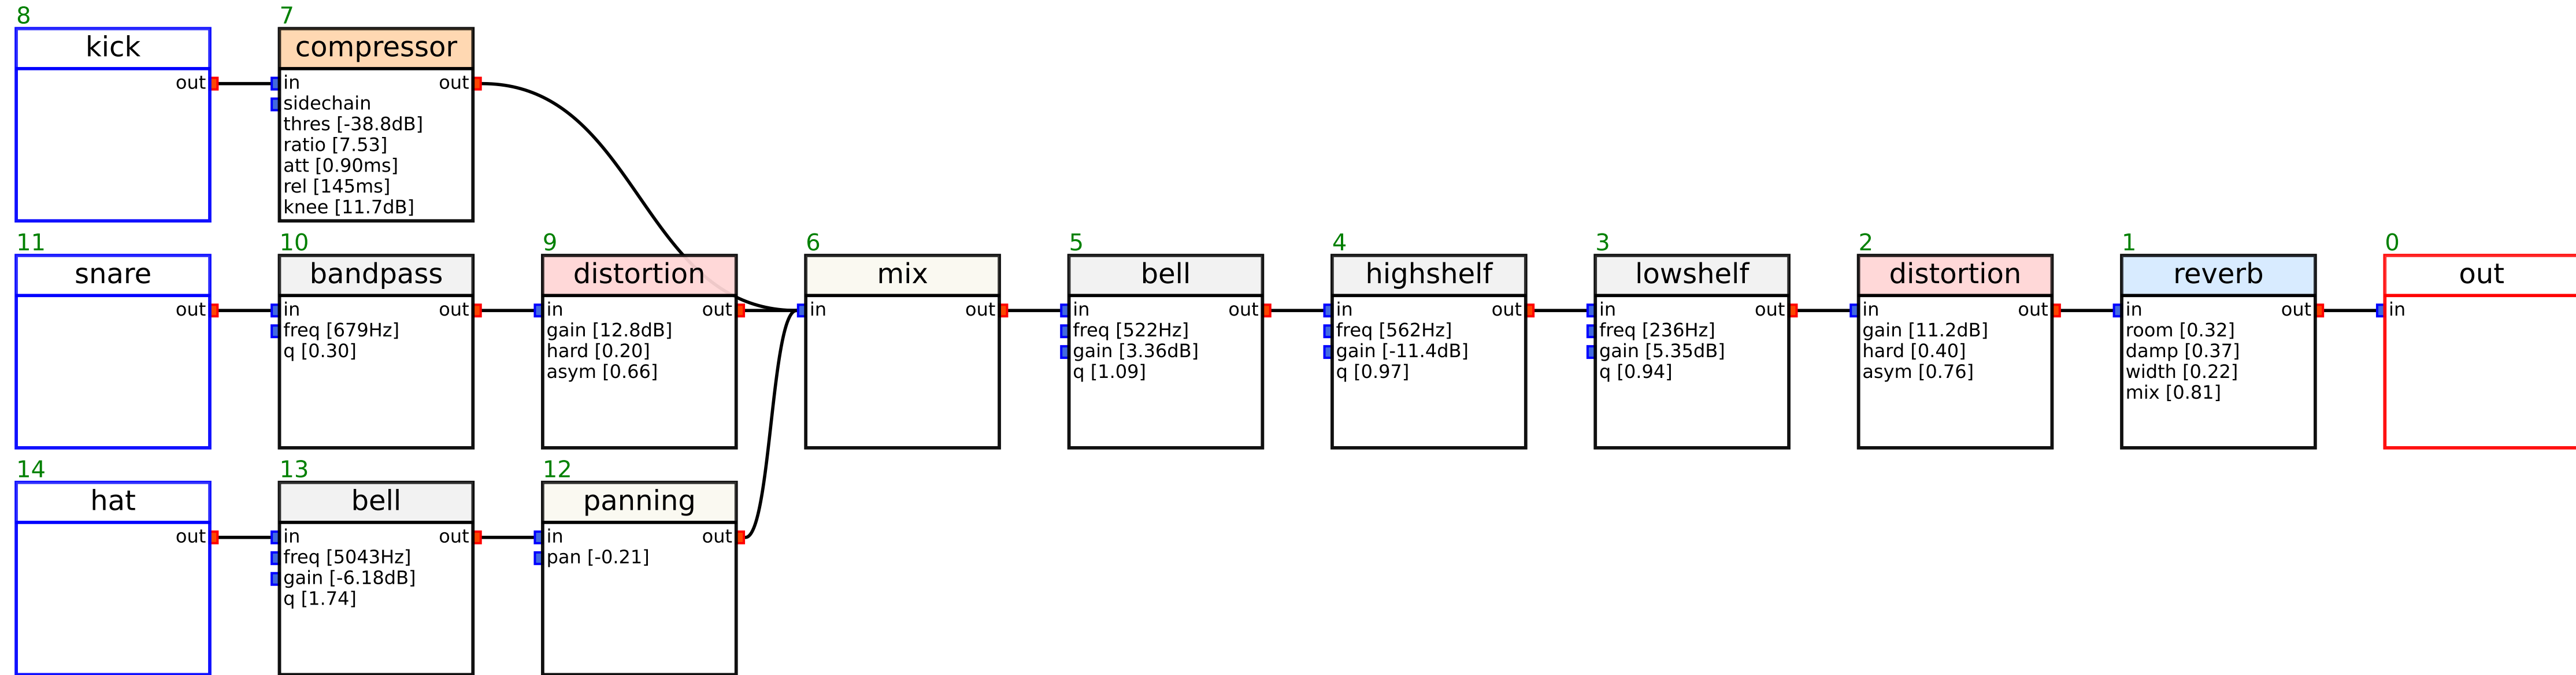 8
kick
out
7
compressor
in out
sidechain
thres [-38.8dB]
ratio [7.53]
att [0.90ms]
rel [145ms]
knee [11.7dB]
11
snare
out
10
bandpass
in out
freq [679Hz]
q [0.30]
9
distortion
in out
gain [12.8dB]
hard [0.20]
asym [0.66]
6
mix
in out
5
bell
in out
freq [522Hz]
gain [3.36dB]
q [1.09]
4
highshelf
in out
freq [562Hz]
gain [-11.4dB]
q [0.97]
3
lowshelf
in out
freq [236Hz]
gain [5.35dB]
q [0.94]
2
distortion
in out
gain [11.2dB]
hard [0.40]
asym [0.76]
1
reverb
in out
room [0.32]
damp [0.37]
width [0.22]
mix [0.81]
0
out
in
14
hat
out
13
bell
in out
freq [5043Hz]
gain [-6.18dB]
q [1.74]
12
panning
in out
pan [-0.21]